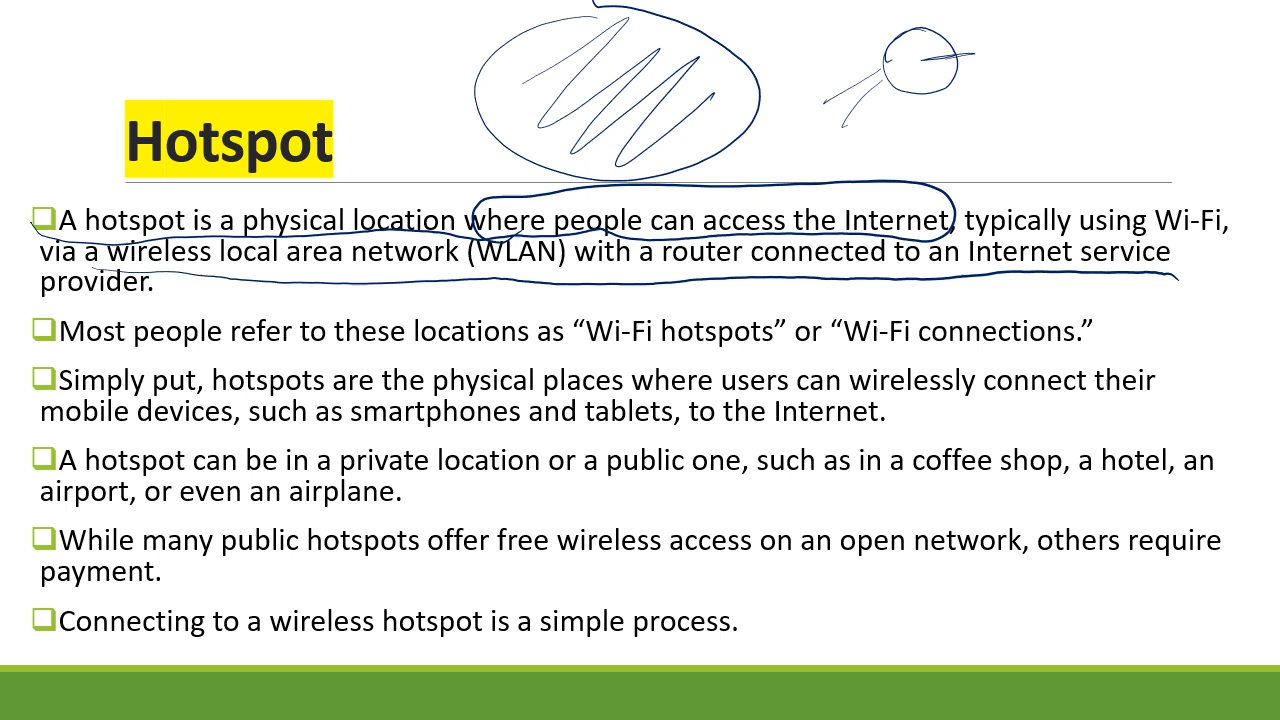 Hotspot
A hotspot is a physical location where people can access the Internet, typically using Wi-Fi,
via a wireless local area network (WLAN) with a router connected to an Internet service
provider.
Most people refer to these locations as “Wi-Fi hotspots” or “Wi-Fi connections.”
Simply put, hotspots are the physical places where users can wirelessly connect their
mobile devices, such as smartphones and tablets, to the Internet.
A hotspot can be in a private location or a public one, such as in a coffee shop, a hotel, an
airport, or even an airplane.
While many public hotspots offer free wireless access on an open network, others require
payment.
Connecting to a wireless hotspot is a simple process.